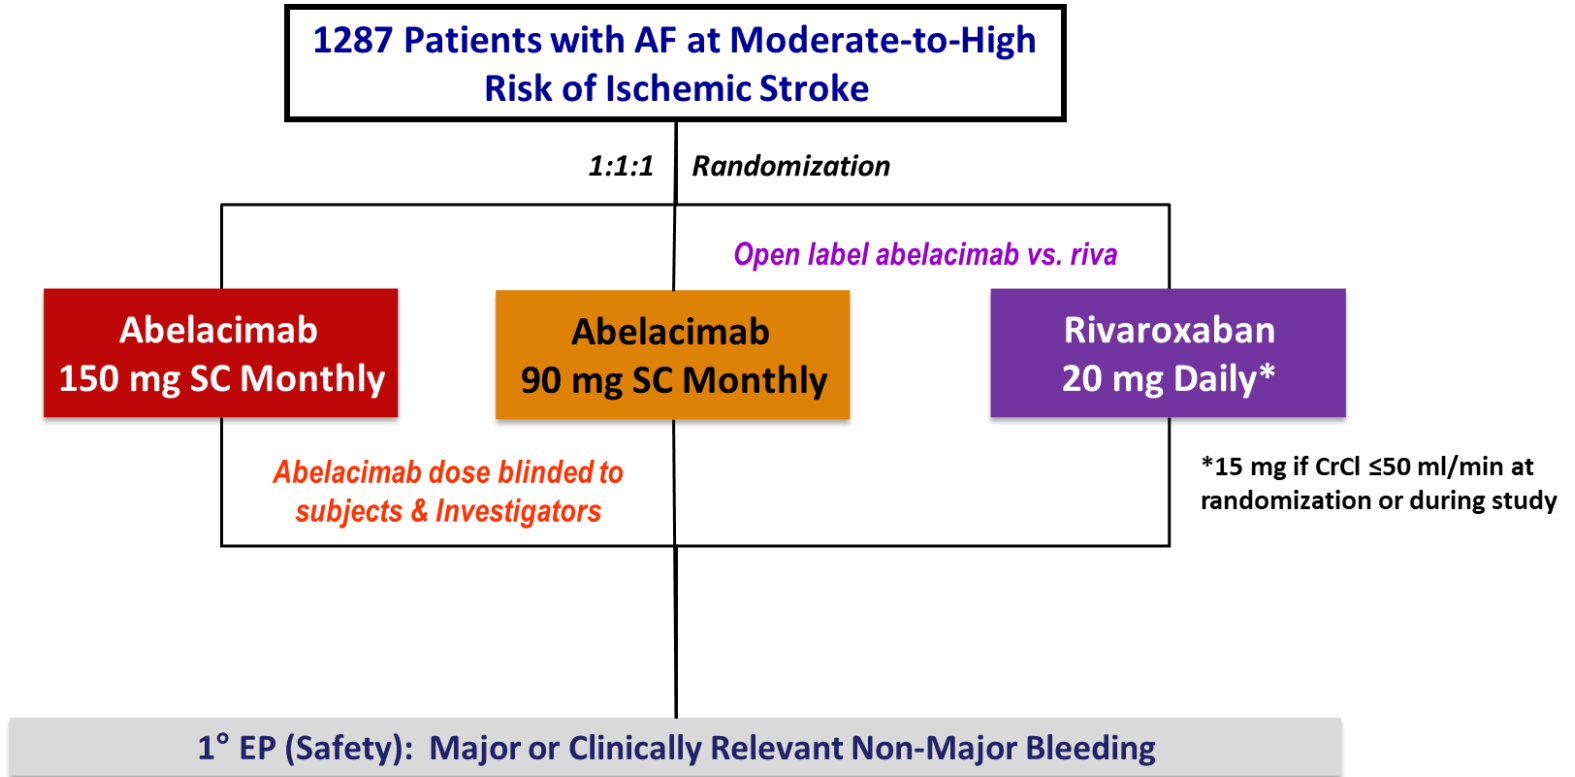 1287 Patients with AF at Moderate-to-High
Risk of Ischemic Stroke
1:1:1 Randomization
Open label abelacimab vs. riva
Abelacimab
150 mg SC Monthly
Abelacimab
90 mg SC Monthly
Rivaroxaban
20 mg Daily*
Abelacimab dose blinded to
subjects & Investigators
*15 mg if CrCl ≤50 ml/min at
randomization or during study
1° EP (Safety): Major or Clinically Relevant Non-Major Bleeding